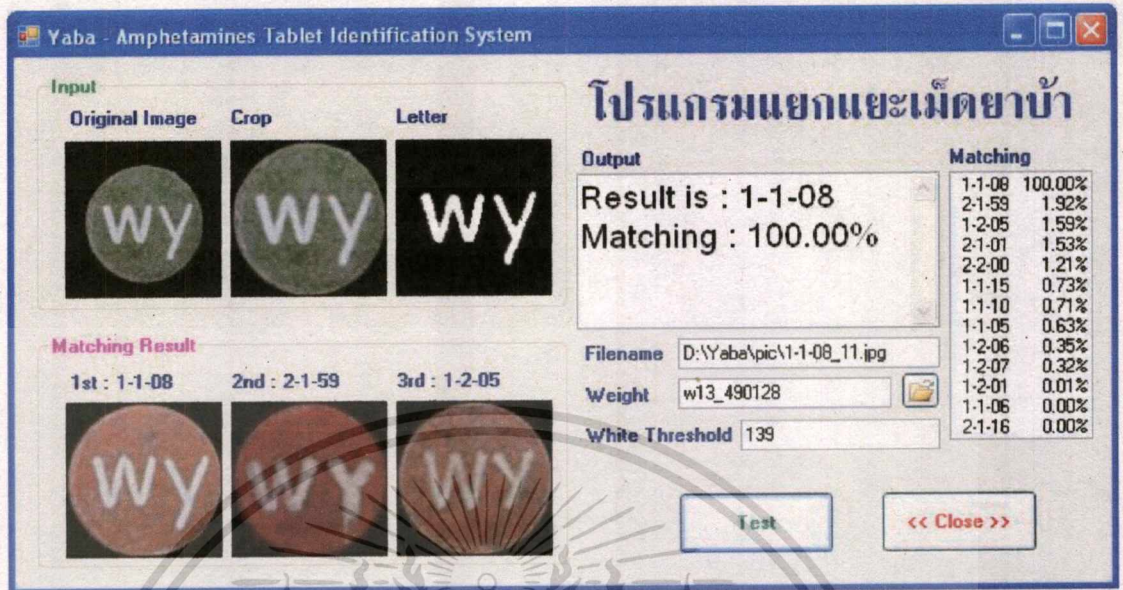 Yaba - Amphetamines Tablet Identification System
Input
Original Image Crop Letter
wy wy wy
Matching Result
1st : 1-1-08 2nd : 2-1-59 3rd : 1-2-05
wy wy wy
โปรแกรมแยกแยะเม็ดยาบ้า
Output
Result is : 1-1-08
Matching : 100.00%
Filename D:\Yaba\pic\1-1-08_11.jpg
Weight w13_490128
White Threshold 139
Matching
1-1-08 100.00%
2-1-59 1.92%
1-2-05 1.59%
2-1-01 1.53%
2-2-00 1.21%
1-1-15 0.73%
1-1-10 0.71%
1-1-05 0.63%
1-2-06 0.35%
1-2-07 0.32%
1-2-01 0.01%
1-1-06 0.00%
2-1-16 0.00%
Test
<< Close >>